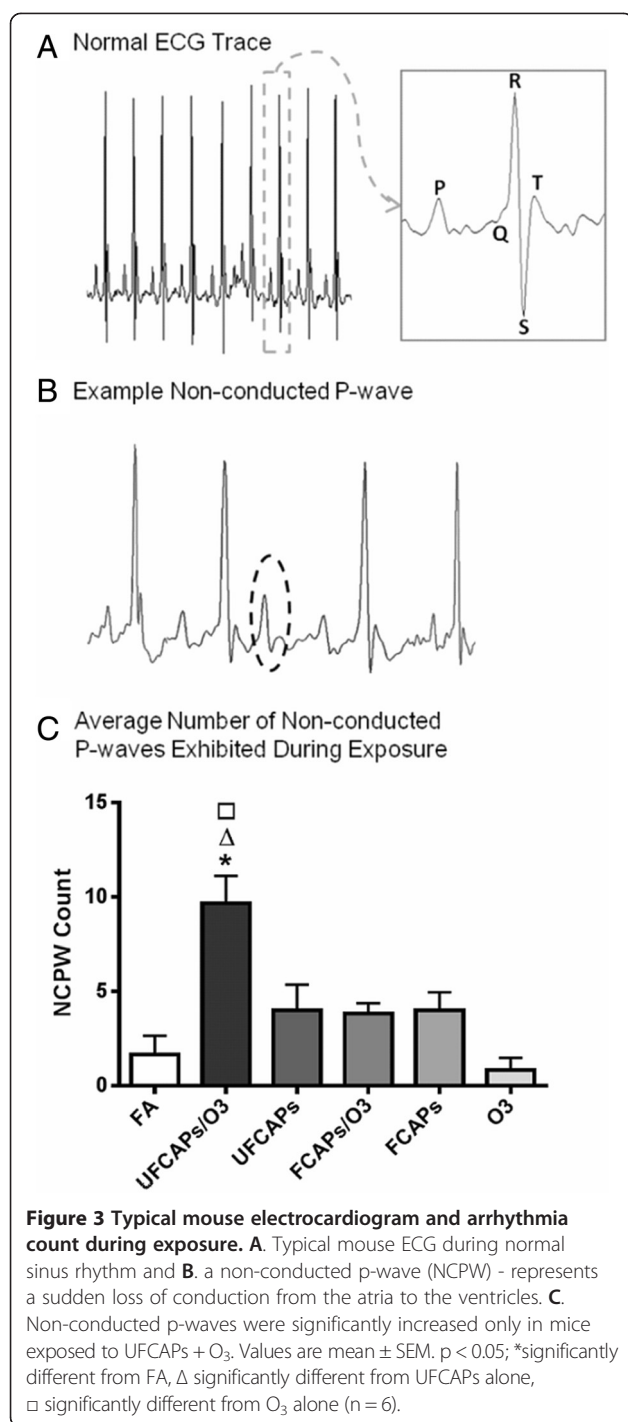 A Normal ECG Trace
R
P
T
Q
S
B Example Non-conducted P-wave
C Average Number of Non-conducted
P-waves Exhibited During Exposure
15
10
5
0
NCPW Count
□
Δ
*
FA
UFCAPs/O3
UFCAPs
FCAPs/O3
FCAPs
O3
Figure 3 Typical mouse electrocardiogram and arrhythmia
count during exposure. A. Typical mouse ECG during normal
sinus rhythm and B. a non-conducted p-wave (NCPW) - represents
a sudden loss of conduction from the atria to the ventricles. C.
Non-conducted p-waves were significantly increased only in mice
exposed to UFCAPs + O₃. Values are mean ± SEM. p < 0.05; *significantly
different from FA, Δ significantly different from UFCAPs alone,
□ significantly different from O₃ alone (n = 6).